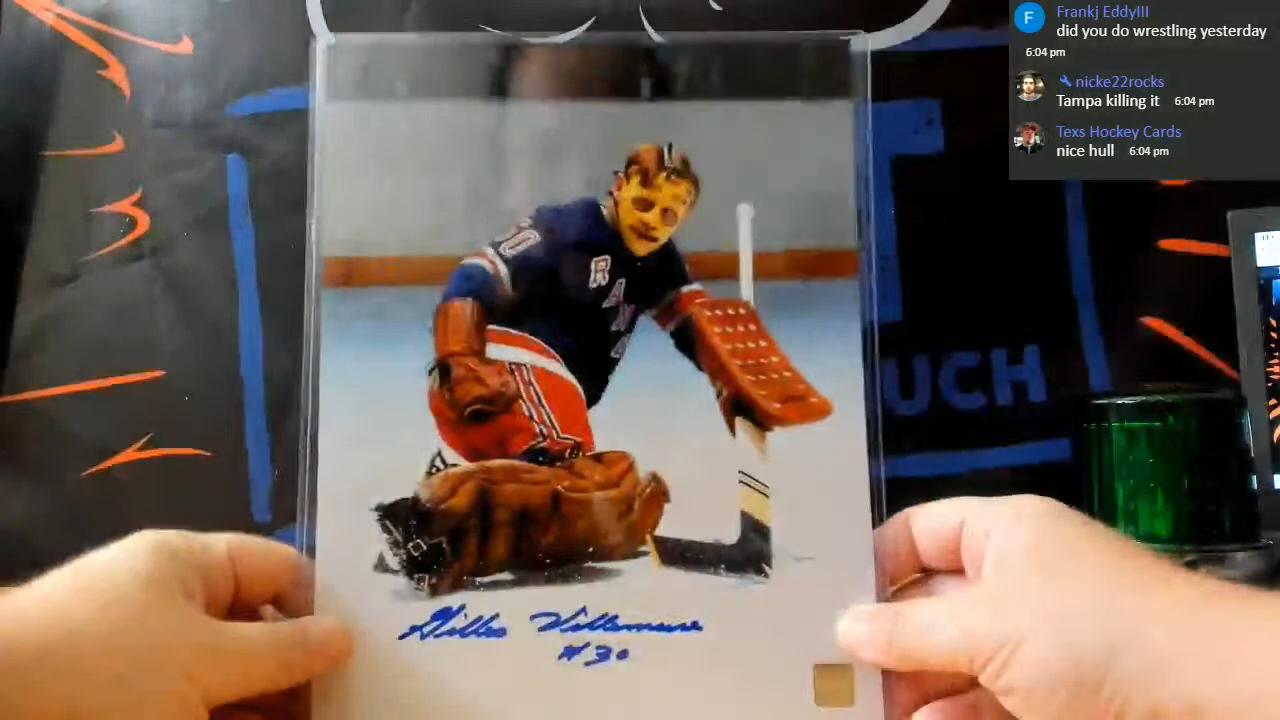 Frankj EddyIII
did you do wrestling yesterday
6:04 pm
nicke22rocks
Tampa killing it 6:04 pm
Texs Hockey Cards
nice hull 6:04 pm
F
30
R
A
N
UCH
Gilles Villemure
#30